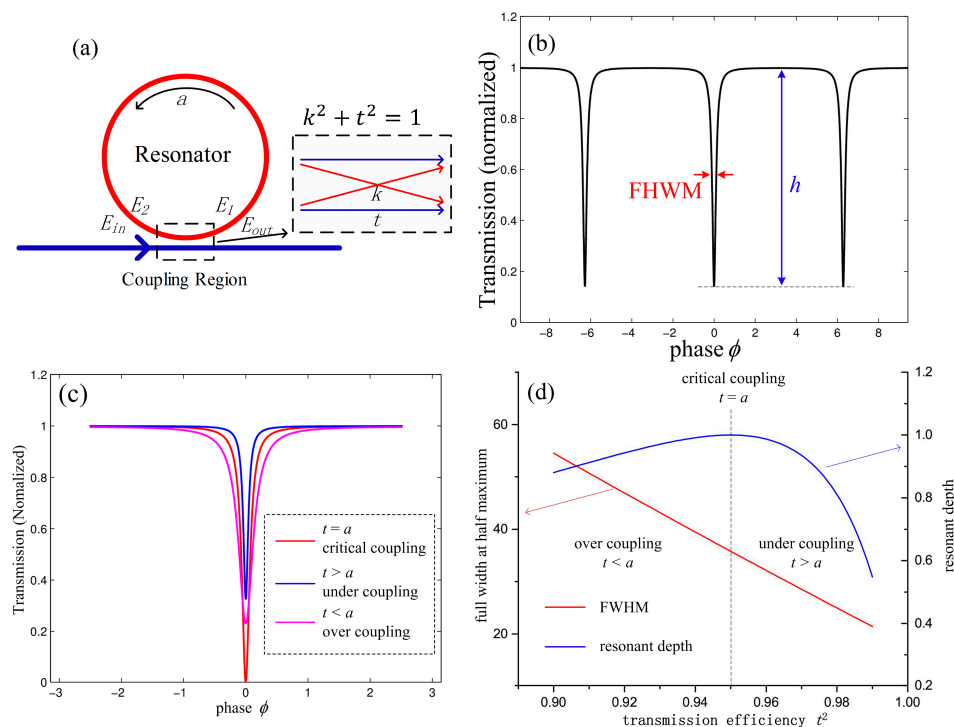 (a)
a
k² + t² = 1
Resonator
k
t
E₂
E₁
E_in
E_out
Coupling Region
(b)
Transmission (normalized)
1.2
1
0.8
0.6
0.4
0.2
0
FHWM
h
−8 −6 −4 −2 0 2 4 6 8
phase ϕ
(c)
Transmission (Nomalized)
1.2
1
0.8
0.6
0.4
0.2
0
t = a
critical coupling
t > a
under coupling
t < a
over coupling
−3 −2 −1 0 1 2 3
phase ϕ
(d)
critical coupling
t = a
full width at half maximum
60
40
20
over coupling
t < a
under coupling
t > a
FWHM
resonant depth
1.2
1.0
0.8
0.6
0.4
0.2
resonant depth
0.90 0.92 0.94 0.96 0.98 1.00
transmission efficiency t²